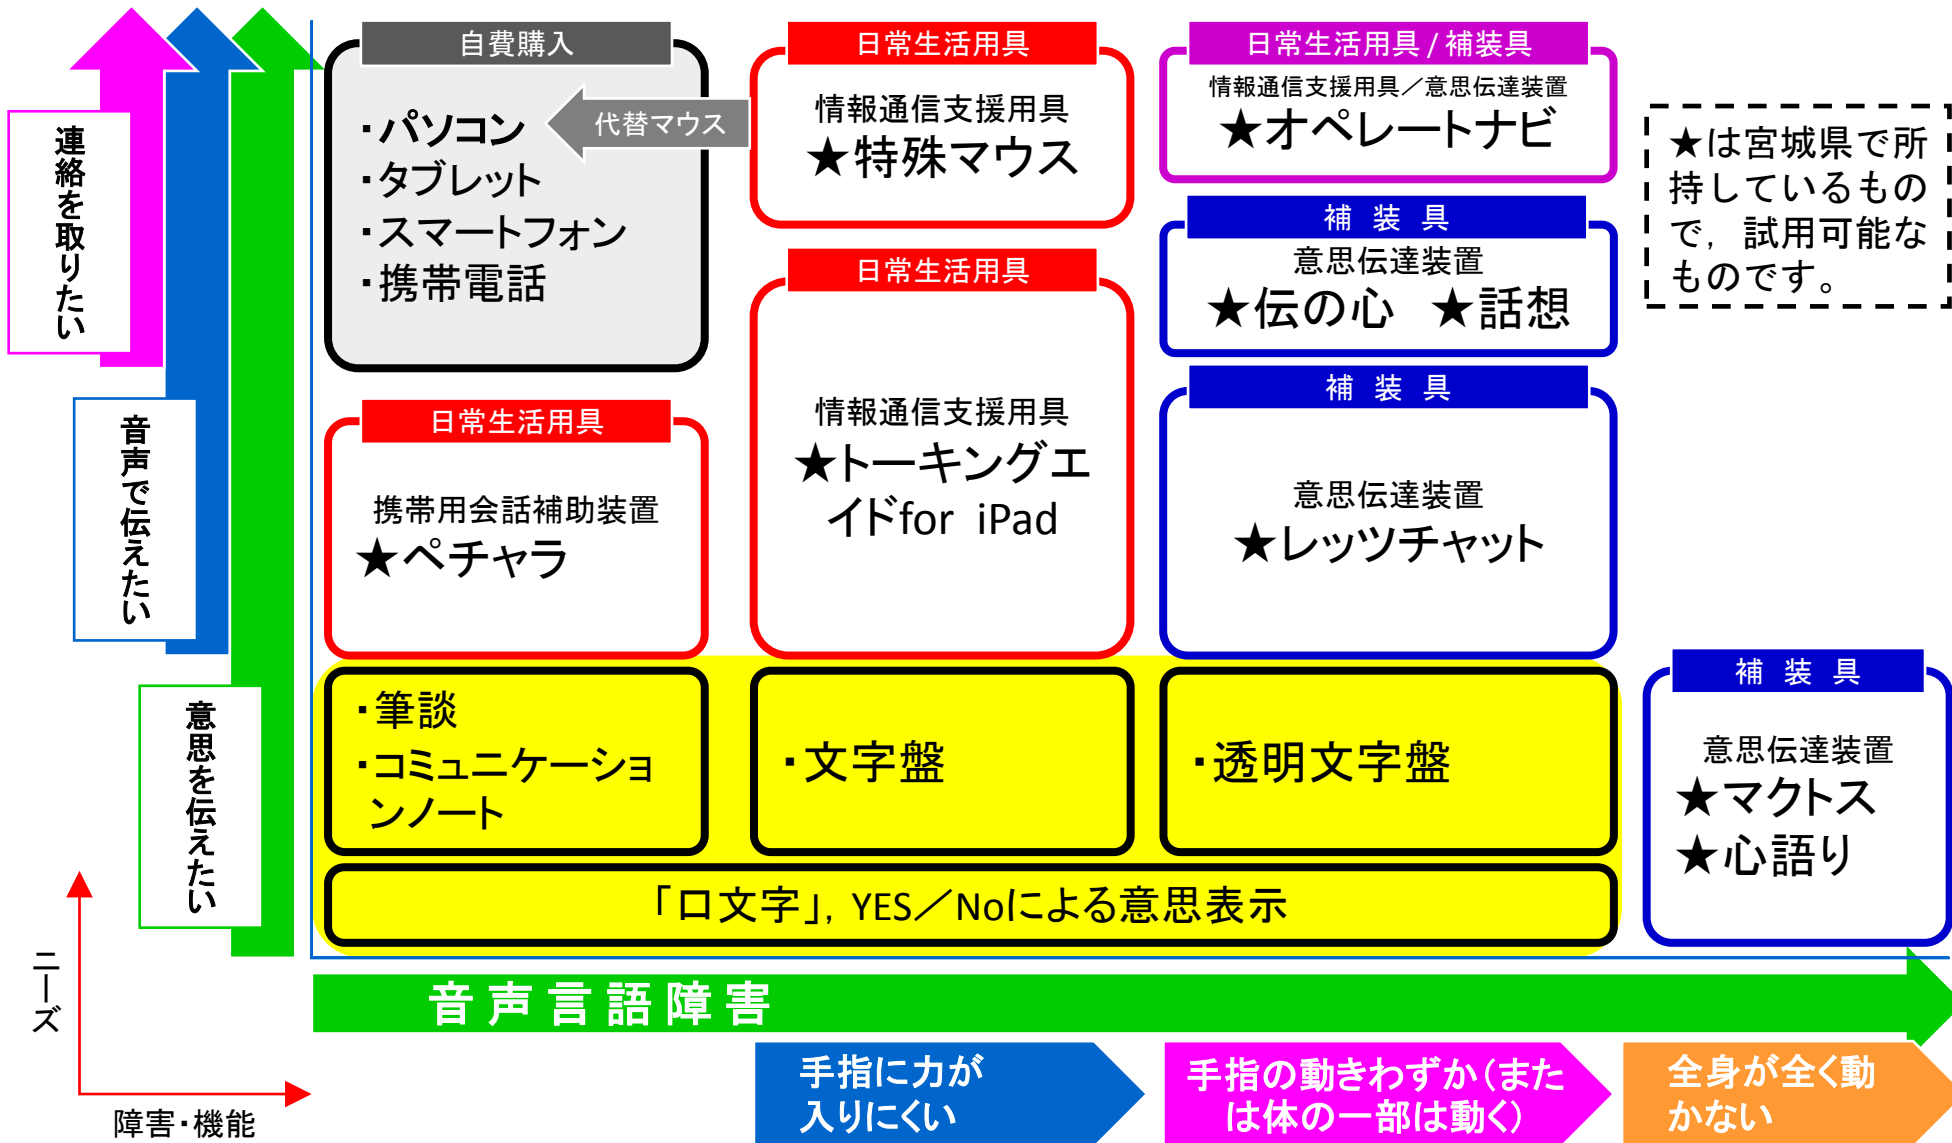 自費購入
・パソコン
・タブレット
・スマートフォン
・携帯電話
代替マウス
日常生活用具
情報通信支援用具
★特殊マウス
日常生活用具/補装具
情報通信支援用具／意思伝達装置
★オペレートナビ
★は宮城県で所
持しているもの
で，試用可能な
ものです。
補 装 具
意思伝達装置
★伝の心　★話想
日常生活用具
情報通信支援用具
★トーキングエ
イドfor iPad
補 装 具
意思伝達装置
★レッツチャット
日常生活用具
携帯用会話補助装置
★ペチャラ
連絡を取りたい
音声で伝えたい
意思を伝えたい
・筆談
・コミュニケーショ
ンノート
・文字盤
・透明文字盤
補 装 具
意思伝達装置
★マクトス
★心語り
「口文字」，YES／Noによる意思表示
音声言語障害
ニーズ
障害・機能
手指に力が
入りにくい
手指の動きわずか（また
は体の一部は動く）
全身が全く動
かない